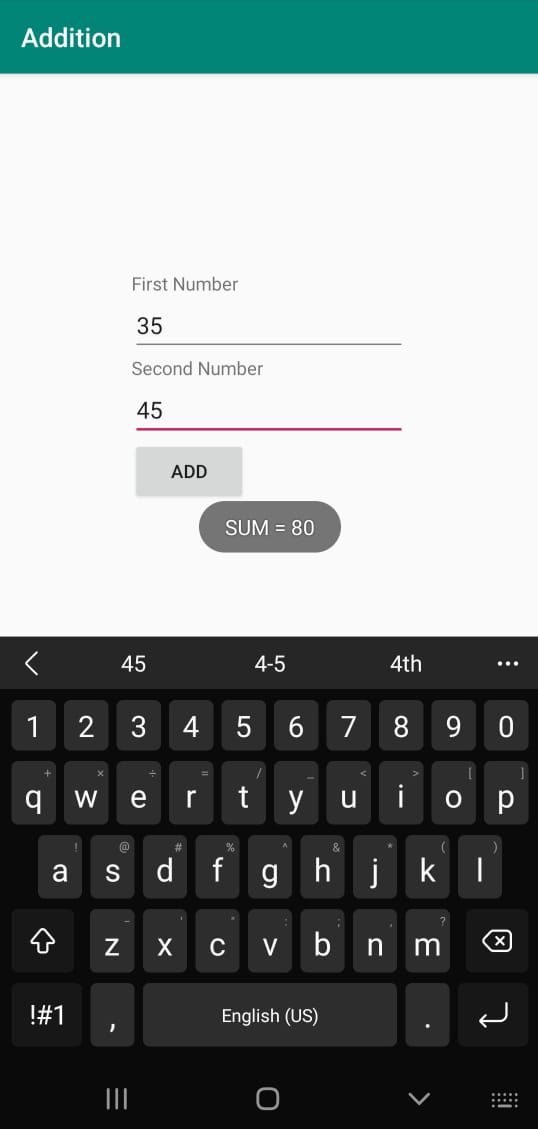 Addition
First Number
35
Second Number
45
ADD
SUM = 80
45 4-5 4th ...
1 2 3 4 5 6 7 8 9 0
+ × ÷ = / _ < > [ ]
q w e r t y u i o p
! @ # % ^ & * ( )
a s d f g h j k l
- ' " : ; , ?
z x c v b n m
!#1 , English (US) .